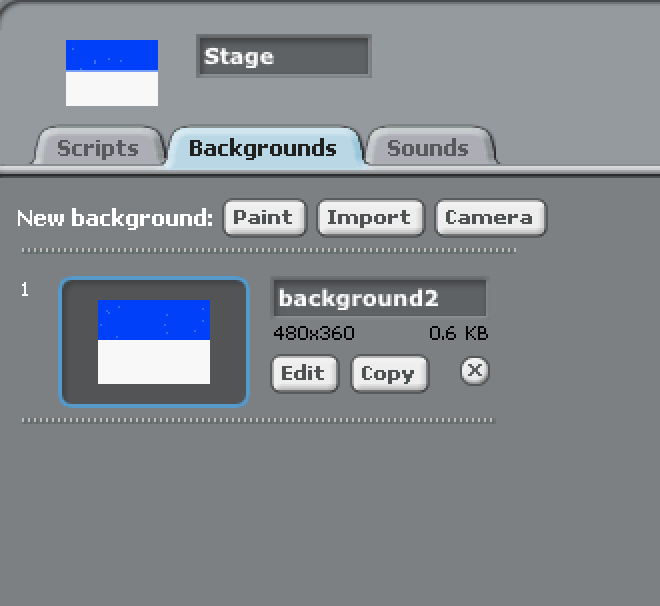 Stage
Scripts Backgrounds Sounds
New background: Paint Import Camera
1
background2
480x360 0.6 KB
Edit Copy X